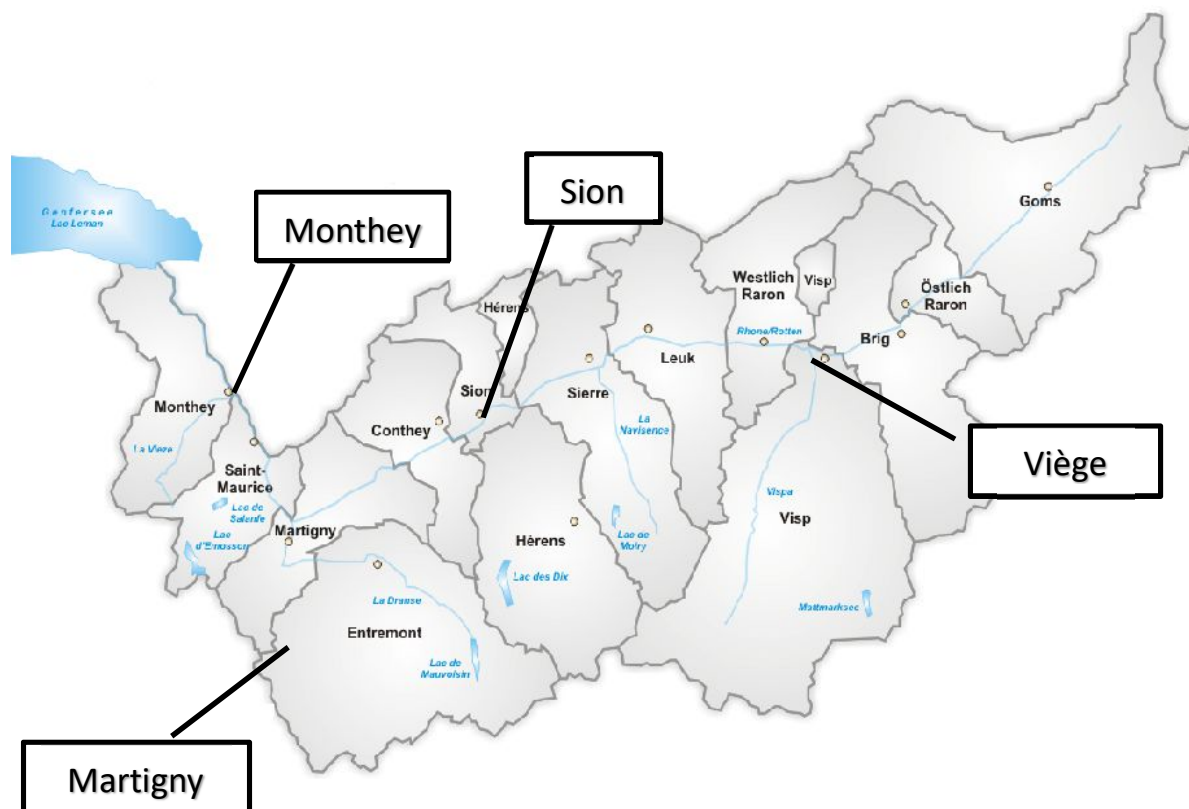 Sion
Monthey
Viège
Martigny
Genfersee
Lac Leman
Goms
Westlich
Raron
Visp
Östlich
Raron
Hérens
Rhone/Rotten
Brig
Leuk
Sion
Sierre
Monthey
Conthey
La Navisence
La Vieze
Saint-
Maurice
Vispa
Visp
Lac de
Salanfe
Martigny
Lac
d'Emosson
Hérens
Lac de
Moiry
Lac des Dix
La Dranse
Mattmarksee
Entremont
Lac de
Mauvoisin